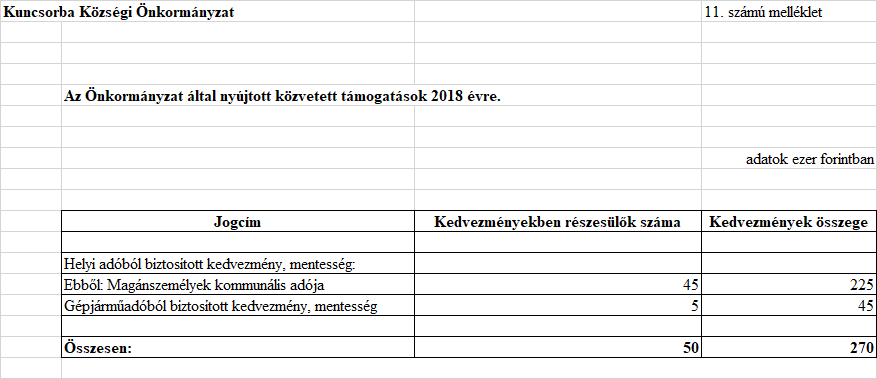 Kuncsorba Községi Önkormányzat 11. számú melléklet
Az Önkormányzat által nyújtott közvetett támogatások 2018 évre.
adatok ezer forintban
Jogcím Kedvezményekben részesülők száma Kedvezmények összege
Helyi adóból biztosított kedvezmény, mentesség:
Ebből: Magánszemélyek kommunális adója 45 225
Gépjárműadóból biztosított kedvezmény, mentesség 5 45
Összesen: 50 270